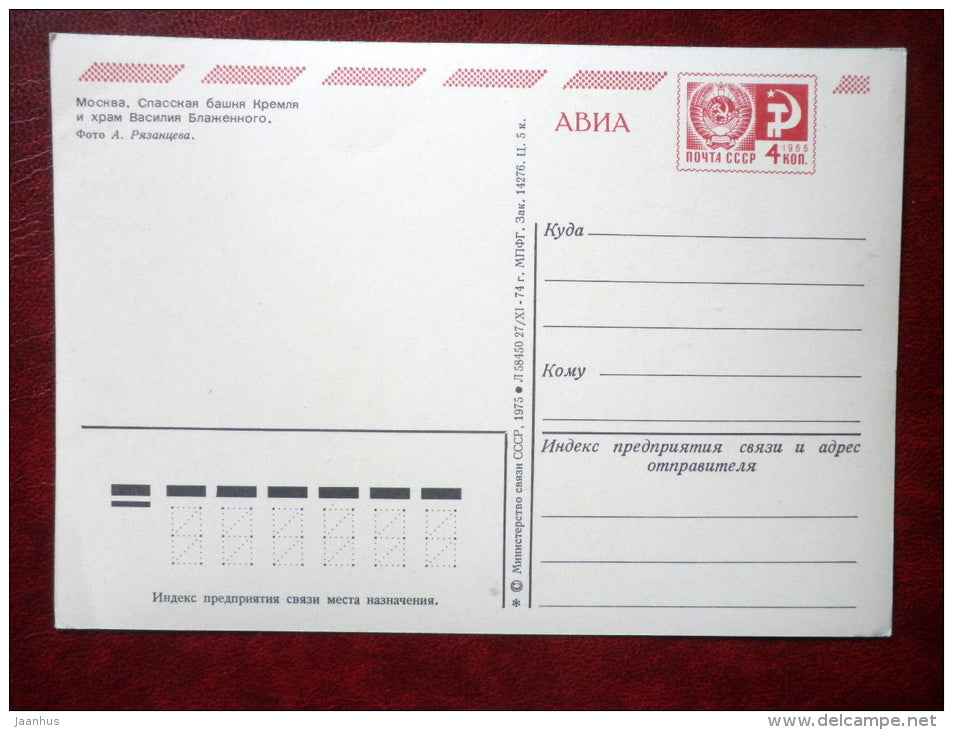 Москва. Спасская башня Кремля
и храм Василия Блаженного.
Фото А. Рязанцева.
АВИА
ПОЧТА СССР
1966
4 КОП.
Куда
Кому
Индекс предприятия связи и адрес
отправителя
* © Министерство связи СССР, 1975 ● Л 58450 27/XI-74 г. МПФГ. Зак. 14276. Ц. 5 к.
Индекс предприятия связи места назначения.
jaanhus
www.delcampe.net